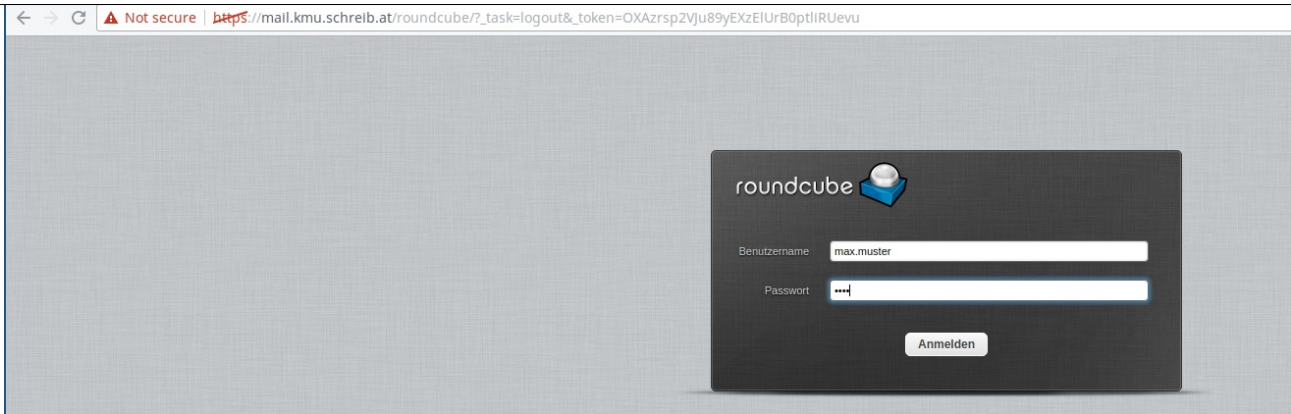 Not secure | https://mail.kmu.schreib.at/roundcube/?_task=logout&_token=OXAzrsp2VJu89yEXzElUrB0ptliRUevu
roundcube
Benutzername max.muster
Passwort ••••
Anmelden